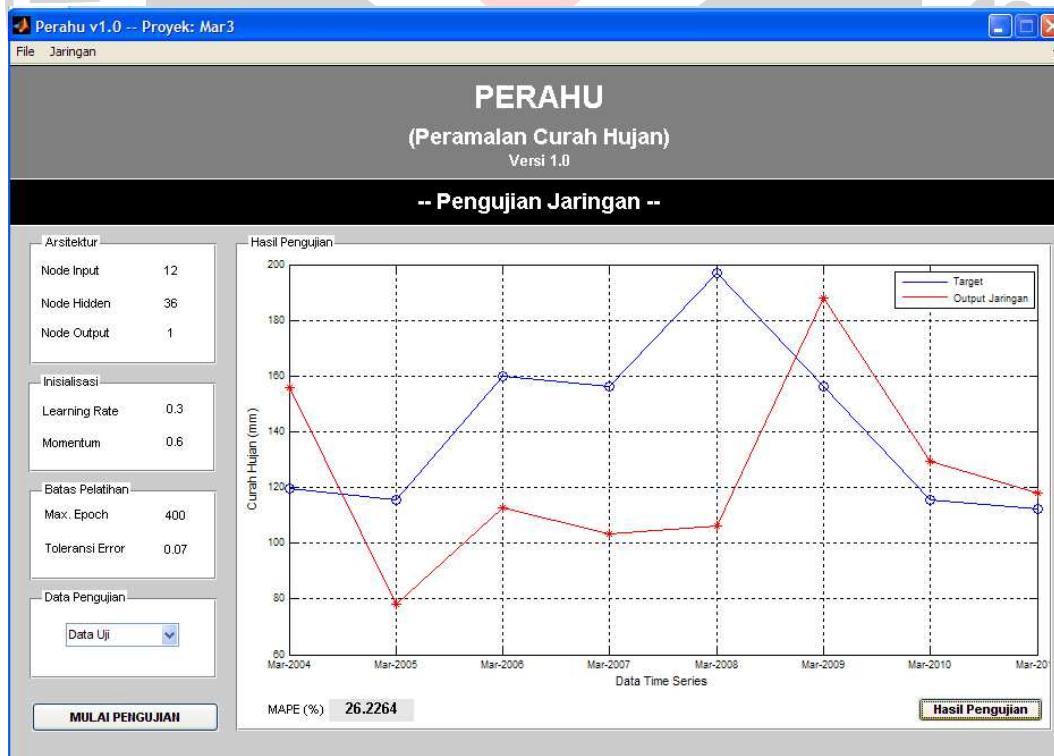 Perahu v1.0 -- Proyek: Mar3
File Jaringan
PERAHU
(Peramalan Curah Hujan)
Versi 1.0
-- Pengujian Jaringan --
Arsitektur
Node Input 12
Node Hidden 36
Node Output 1
Inisialisasi
Learning Rate 0.3
Momentum 0.6
Batas Pelatihan
Max. Epoch 400
Toleransi Error 0.07
Data Pengujian
Data Uji
MULAI PENGUJIAN
Hasil Pengujian
Target
Output Jaringan
200
180
160
140
120
100
80
60
Curah Hujan (mm)
Mar-2004 Mar-2005 Mar-2006 Mar-2007 Mar-2008 Mar-2009 Mar-2010 Mar-201
Data Time Series
MAPE (%) 26.2264
Hasil Pengujian